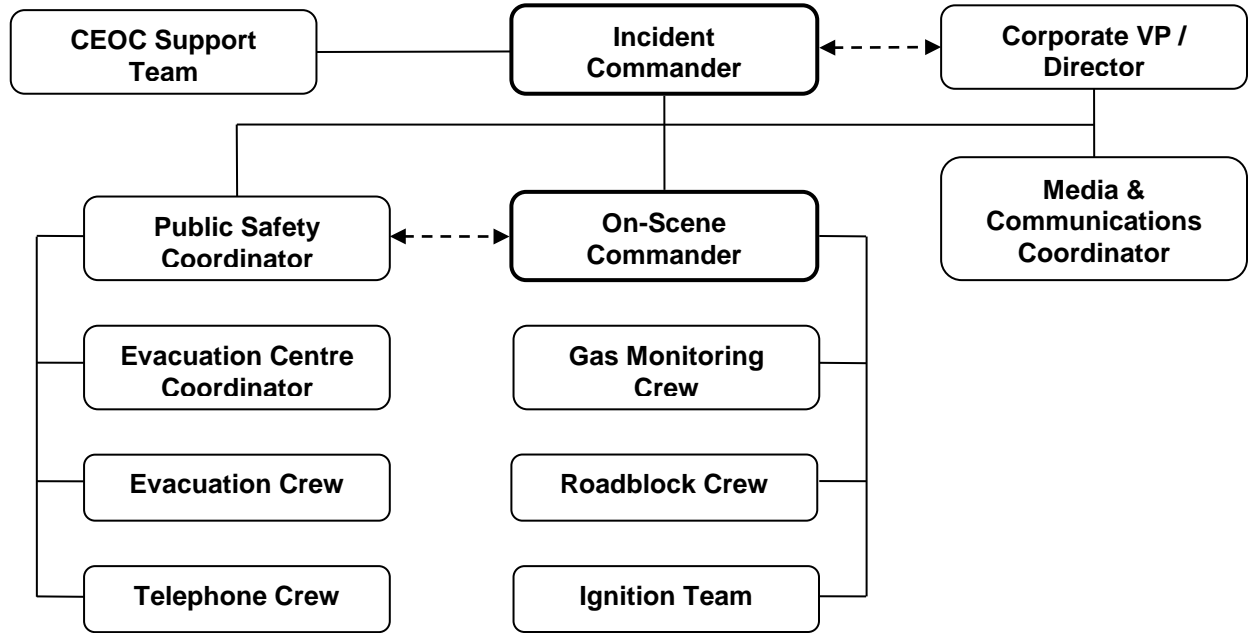 CEOC Support
Team
Incident
Commander
Corporate VP /
Director
Public Safety
Coordinator
On-Scene
Commander
Media &
Communications
Coordinator
Evacuation Centre
Coordinator
Gas Monitoring
Crew
Evacuation Crew
Roadblock Crew
Telephone Crew
Ignition Team